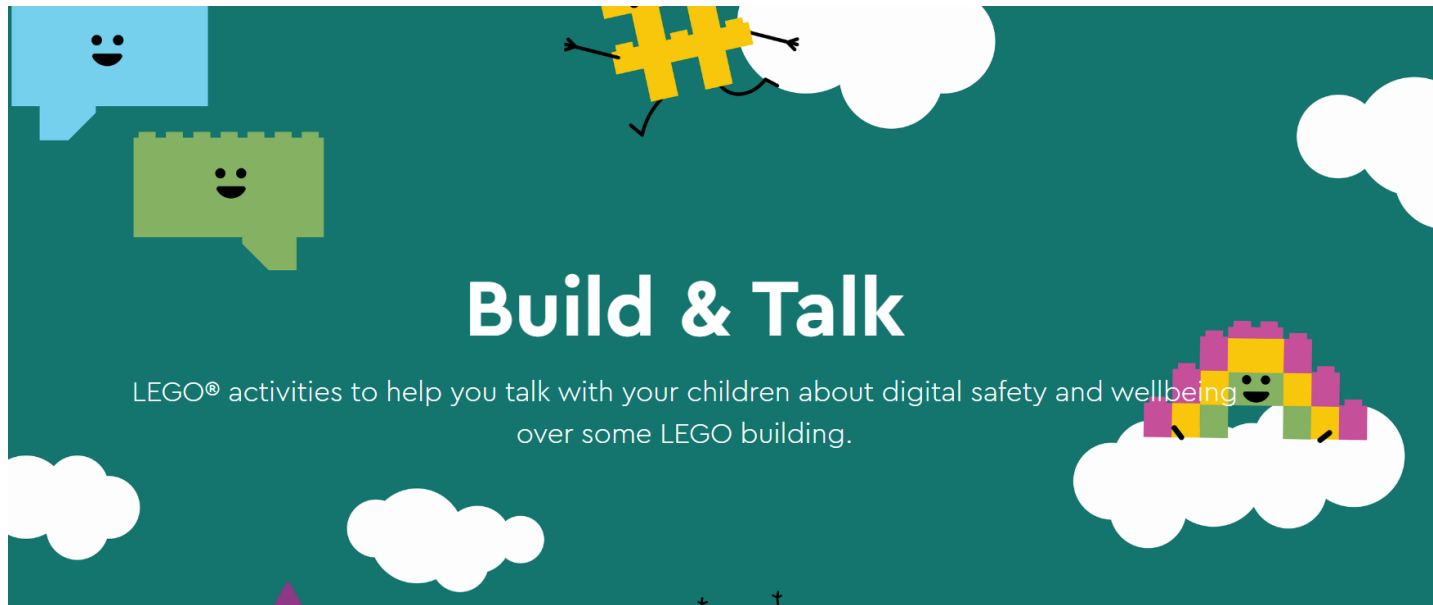 Build & Talk
LEGO® activities to help you talk with your children about digital safety and wellbeing
over some LEGO building.